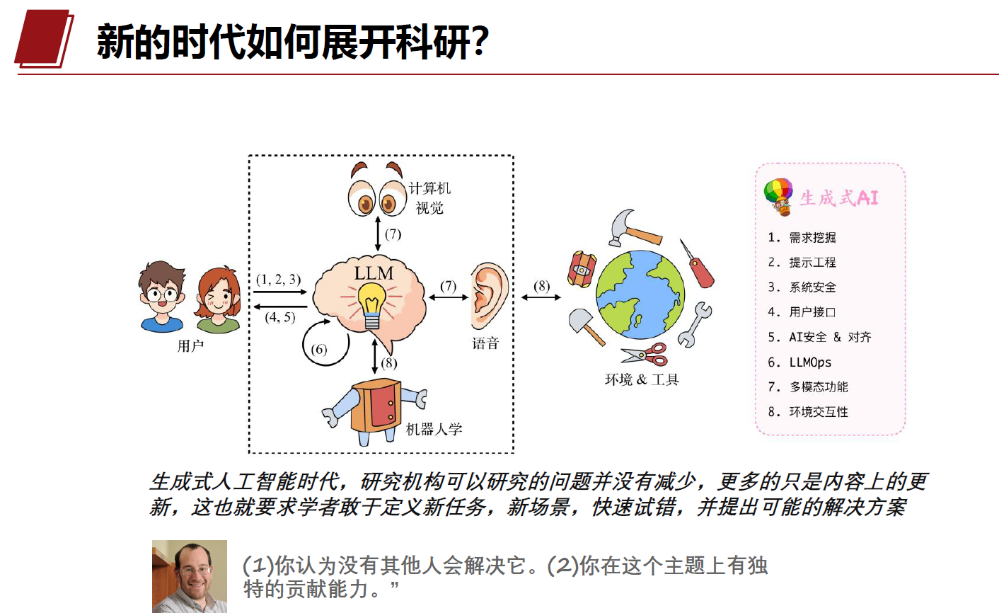 新的时代如何展开科研？
计算机
视觉
(7)
LLM
(1, 2, 3)
(4, 5)
用户
(6)
(7)
语音
(8)
机器人学
(8)
环境 & 工具
生成式AI
1. 需求挖掘
2. 提示工程
3. 系统安全
4. 用户接口
5. AI安全 & 对齐
6. LLMOps
7. 多模态功能
8. 环境交互性
生成式人工智能时代，研究机构可以研究的问题并没有减少，更多的只是内容上的更
新，这也就要求学者敢于定义新任务，新场景，快速试错，并提出可能的解决方案
(1)你认为没有其他人会解决它。(2)你在这个主题上有独
特的贡献能力。”